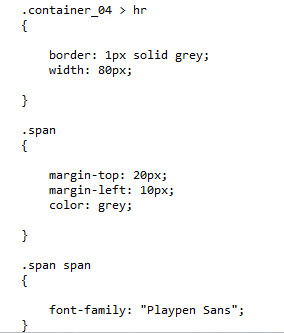 .container_04 > hr
{
border: 1px solid grey;
width: 80px;
}
.span
{
margin-top: 20px;
margin-left: 10px;
color: grey;
}
.span span
{
font-family: "Playpen Sans";
}